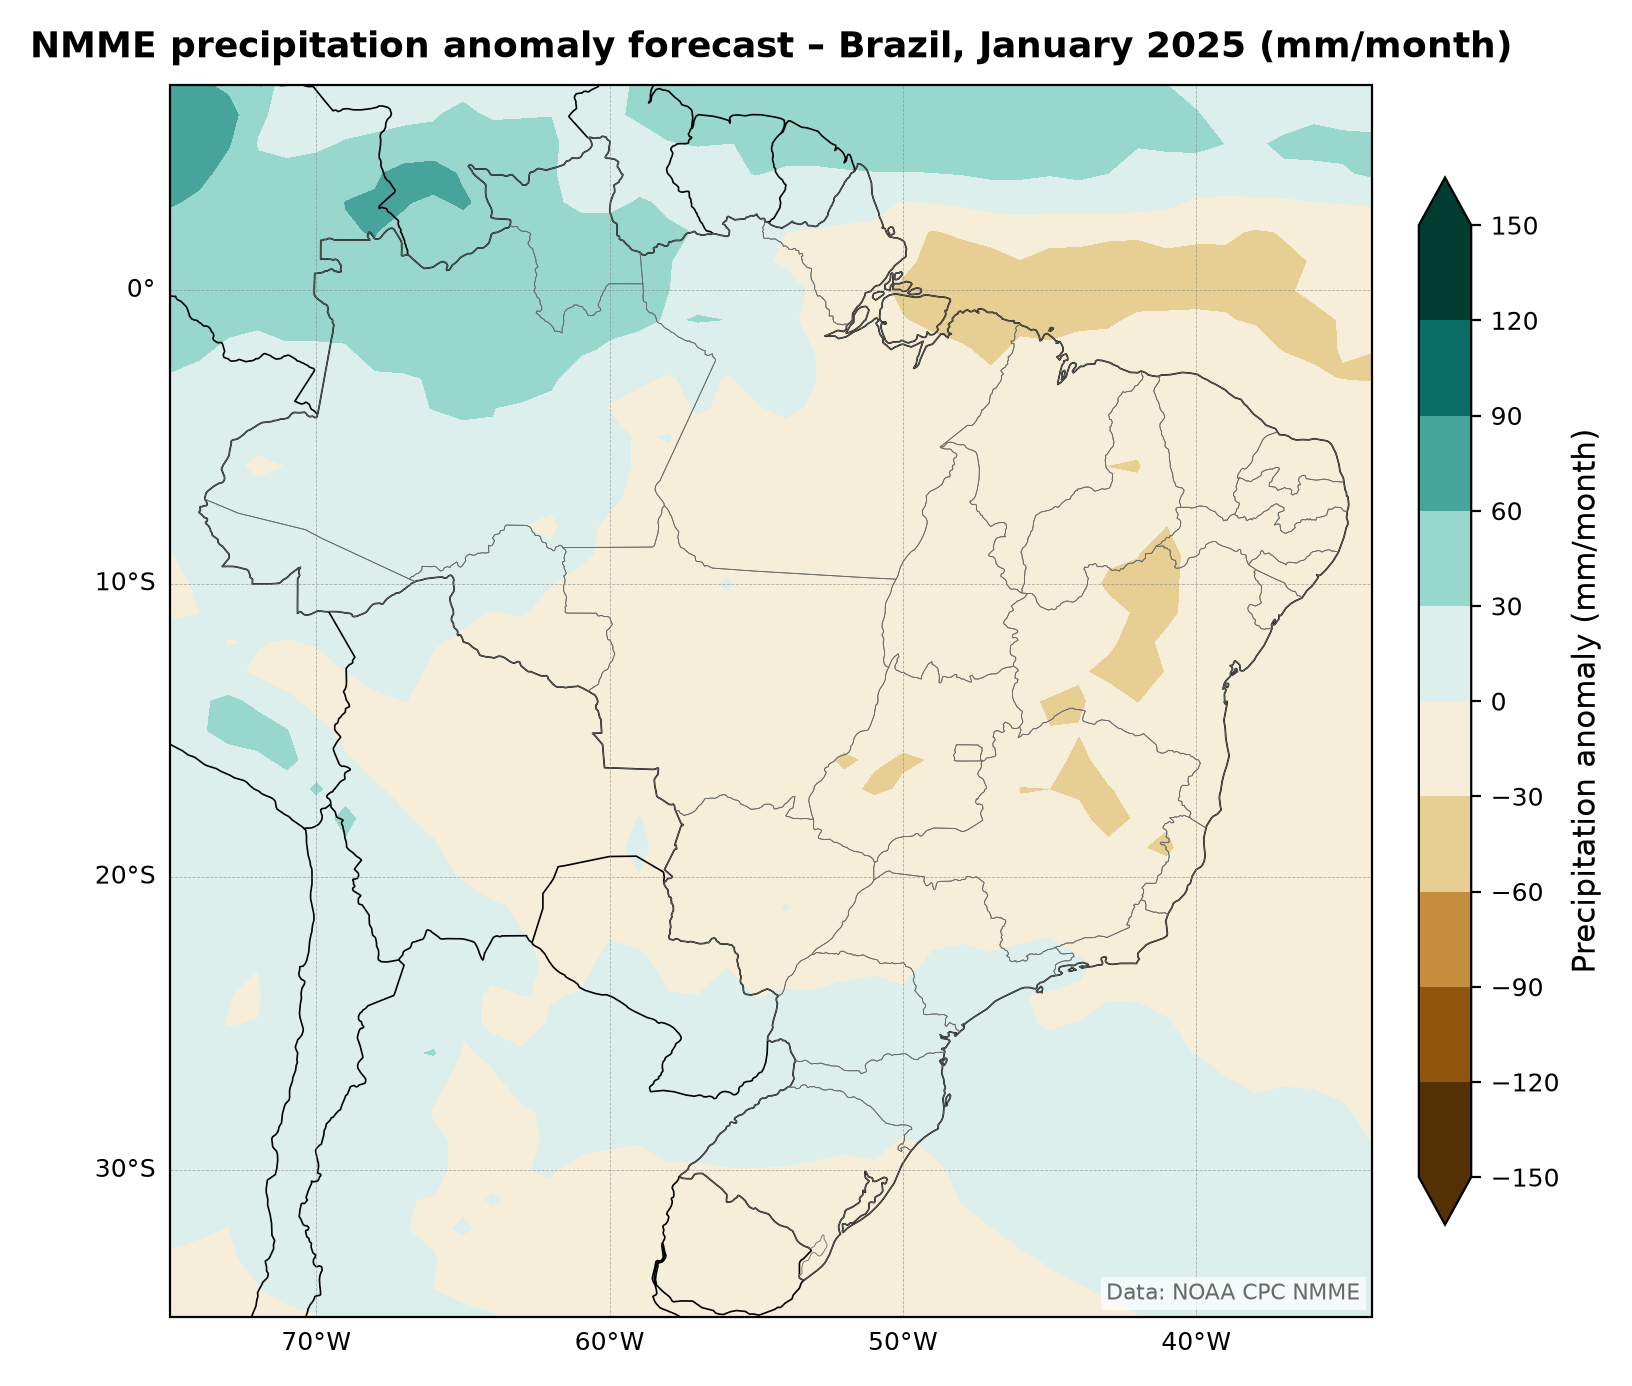 NMME precipitation anomaly forecast – Brazil, January 2025 (mm/month)
0°
10°S
20°S
30°S
70°W
60°W
50°W
40°W
150
120
90
60
30
0
−30
−60
−90
−120
−150
Precipitation anomaly (mm/month)
Data: NOAA CPC NMME